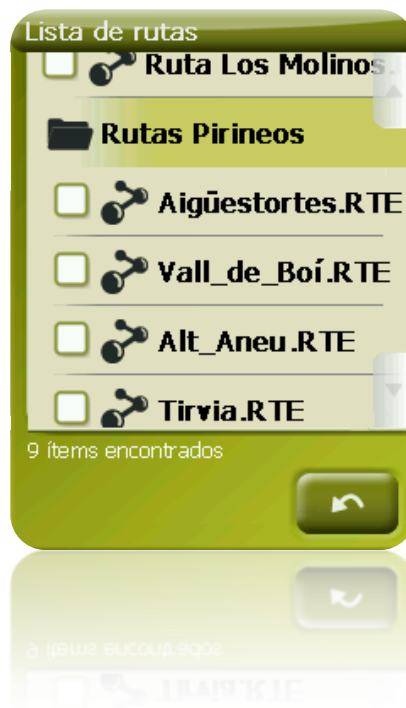 Lista de rutas
Ruta Los Molinos.
Rutas Pirineos
Aigüestortes.RTE
Vall_de_Boí.RTE
Alt_Aneu.RTE
Tirvia.RTE
9 ítems encontrados